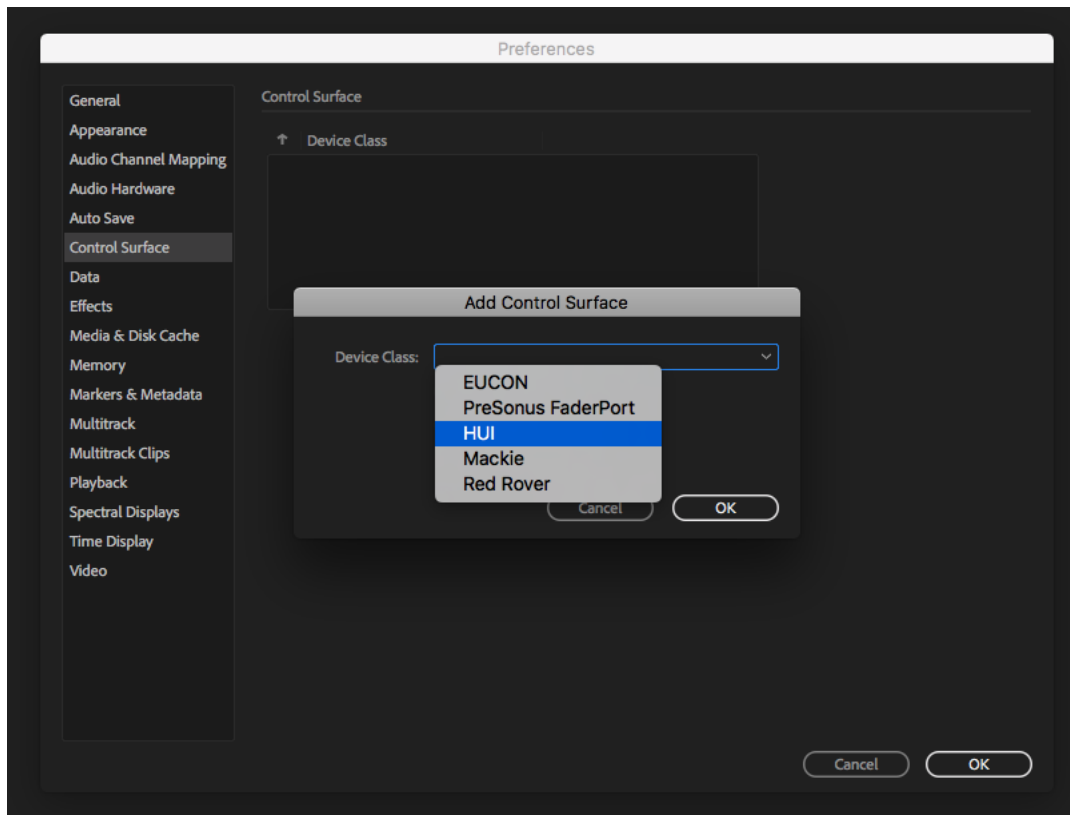 Preferences
General
Appearance
Audio Channel Mapping
Audio Hardware
Auto Save
Control Surface
Data
Effects
Media & Disk Cache
Memory
Markers & Metadata
Multitrack
Multitrack Clips
Playback
Spectral Displays
Time Display
Video
Control Surface
↑ Device Class
Add Control Surface
Device Class:
EUCON
PreSonus FaderPort
HUI
Mackie
Red Rover
Cancel OK
Cancel OK